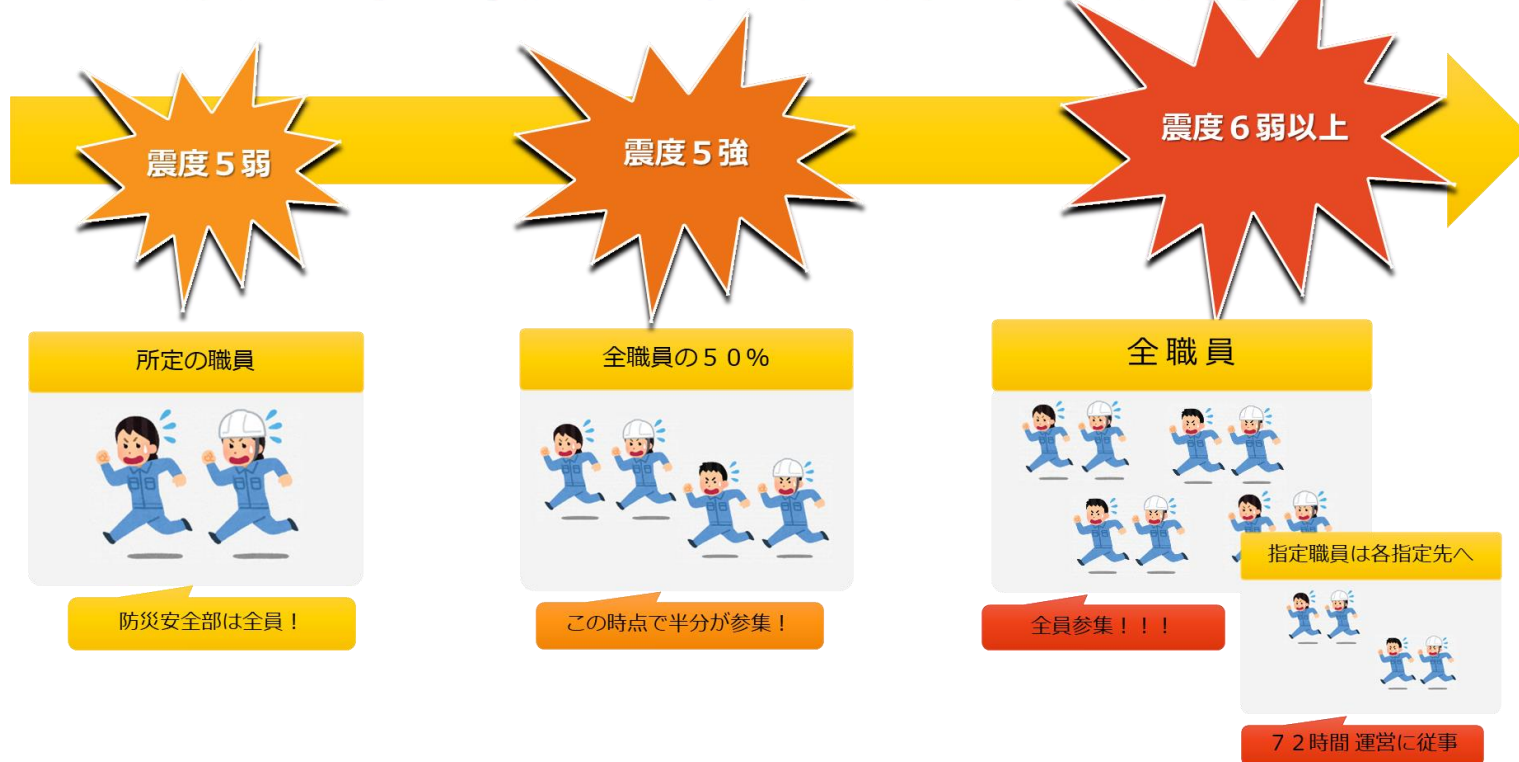 震度５弱
震度５強
震度６弱以上
所定の職員
全職員の５０％
全職員
防災安全部は全員！
この時点で半分が参集！
全員参集！！！
指定職員は各指定先へ
７２時間 運営に従事